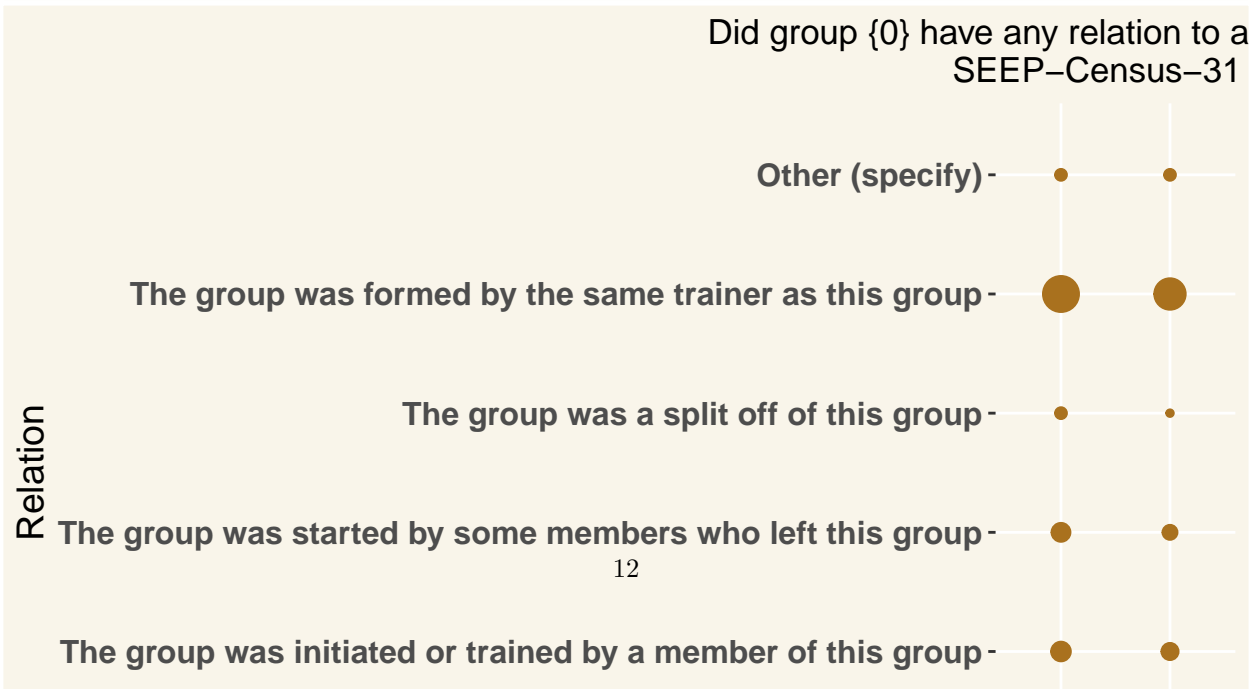 Did group {0} have any relation to a
SEEP−Census−31
Other (specify)
The group was formed by the same trainer as this group
The group was a split off of this group
Relation
The group was started by some members who left this group
12
The group was initiated or trained by a member of this group